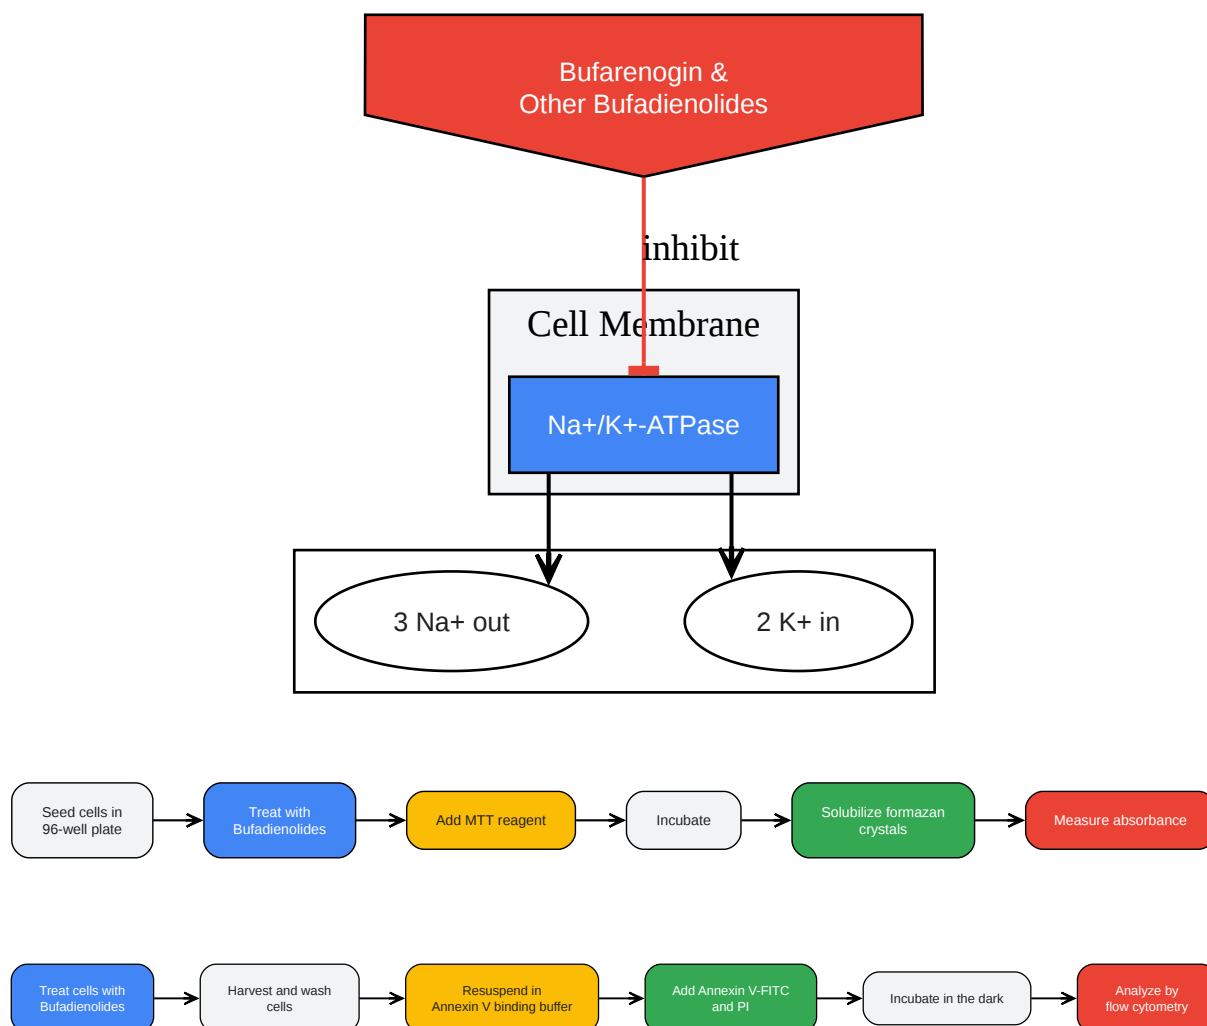 Bufarenogin &
Other Bufadienolides
inhibit
Cell Membrane
Na+/K+-ATPase
3 Na+ out
2 K+ in
Seed cells in
96-well plate
Treat with
Bufadienolides
Add MTT reagent
Incubate
Solubilize formazan
crystals
Measure absorbance
Treat cells with
Bufadienolides
Harvest and wash
cells
Resuspend in
Annexin V binding buffer
Add Annexin V-FITC
and PI
Incubate in the dark
Analyze by
flow cytometry